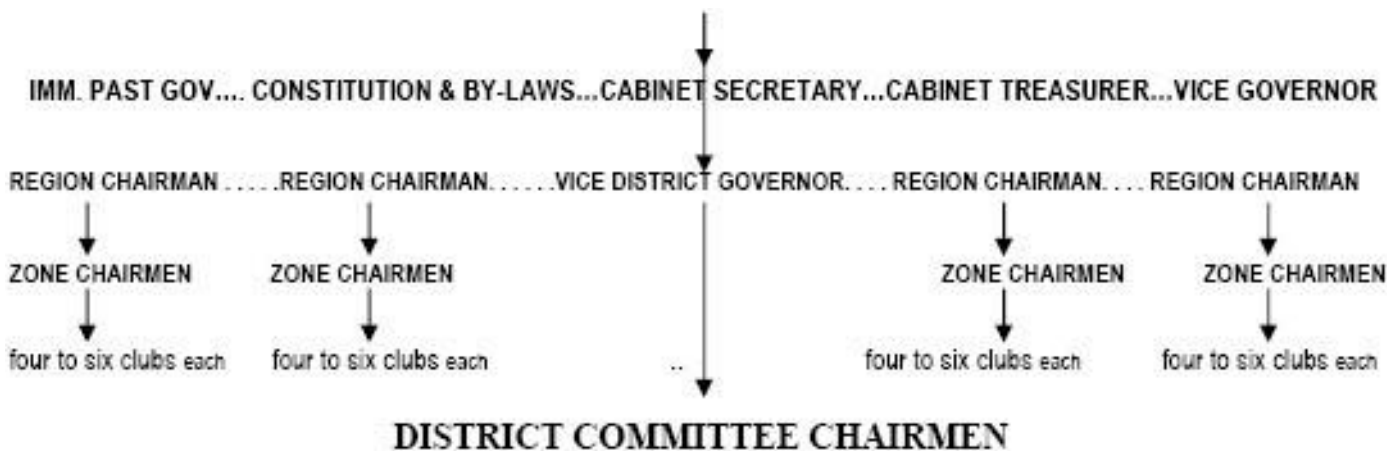 IMM. PAST GOV.... CONSTITUTION & BY-LAWS...CABINET SECRETARY...CABINET TREASURER...VICE GOVERNOR
REGION CHAIRMAN . . . . .REGION CHAIRMAN. . . . . .VICE DISTRICT GOVERNOR. . . . REGION CHAIRMAN. . . . REGION CHAIRMAN
ZONE CHAIRMEN ZONE CHAIRMEN ZONE CHAIRMEN ZONE CHAIRMEN
four to six clubs each four to six clubs each .. four to six clubs each four to six clubs each
DISTRICT COMMITTEE CHAIRMEN